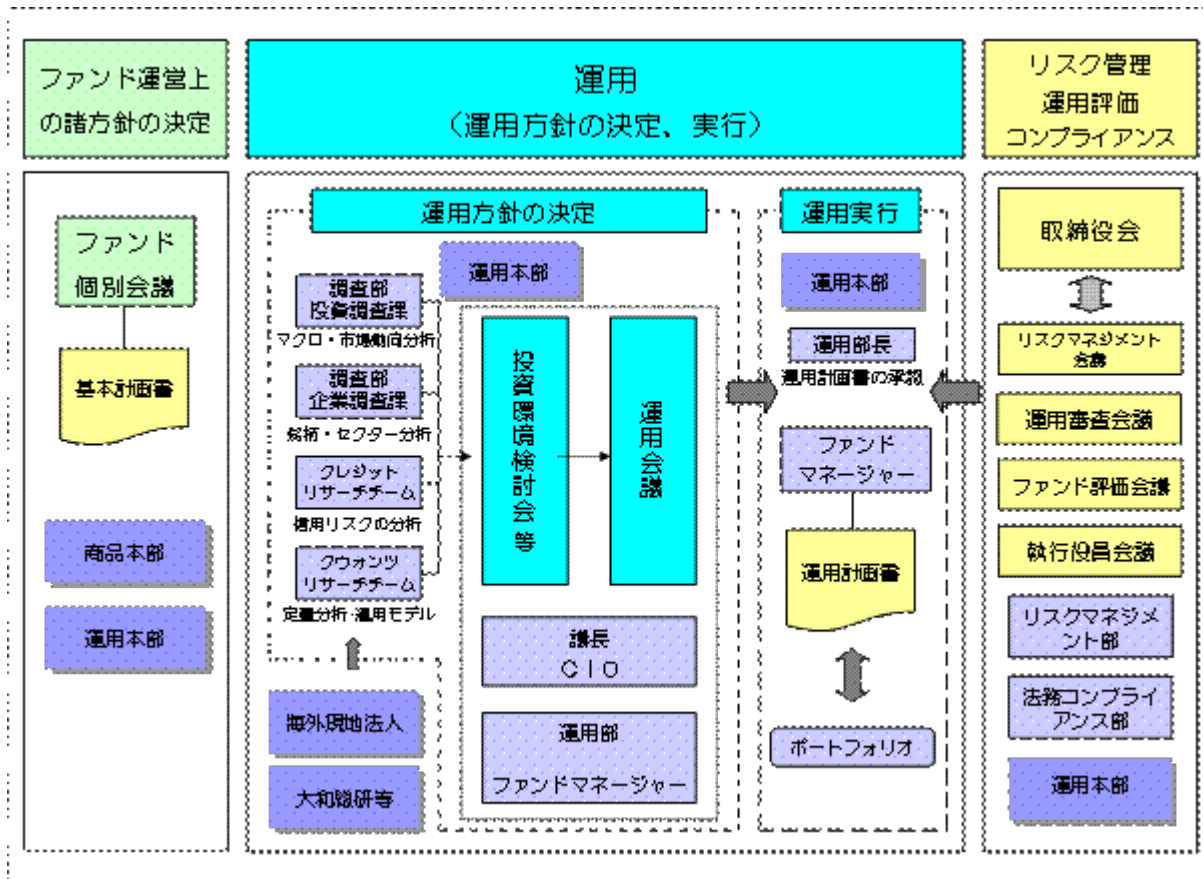 ファンド運営上
の諸方針の決定
運用
(運用方針の決定、実行)
リスク管理
運用評価
コンプライアンス
ファンド
個別会議
基本計画書
商品本部
運用本部
運用方針の決定
運用本部
調査部
投資調査課
マクロ・市場動向分析
調査部
企業調査課
銘柄・セクター分析
クレジット
リサーチチーム
信用リスクの分析
クウォンツ
リサーチチーム
定量分析・運用モデル
海外現地法人
大和総研等
投資環境検討会等
運用会議
議長
CIO
運用部
ファンドマネージャー
運用実行
運用本部
運用部長
運用計画書の承認
ファンド
マネージャー
運用計画書
ポートフォリオ
取締役会
リスクマネジメント
会議
運用審査会議
ファンド評価会議
執行役員会議
リスクマネジメ
ント部
法務コンプライ
アンス部
運用本部